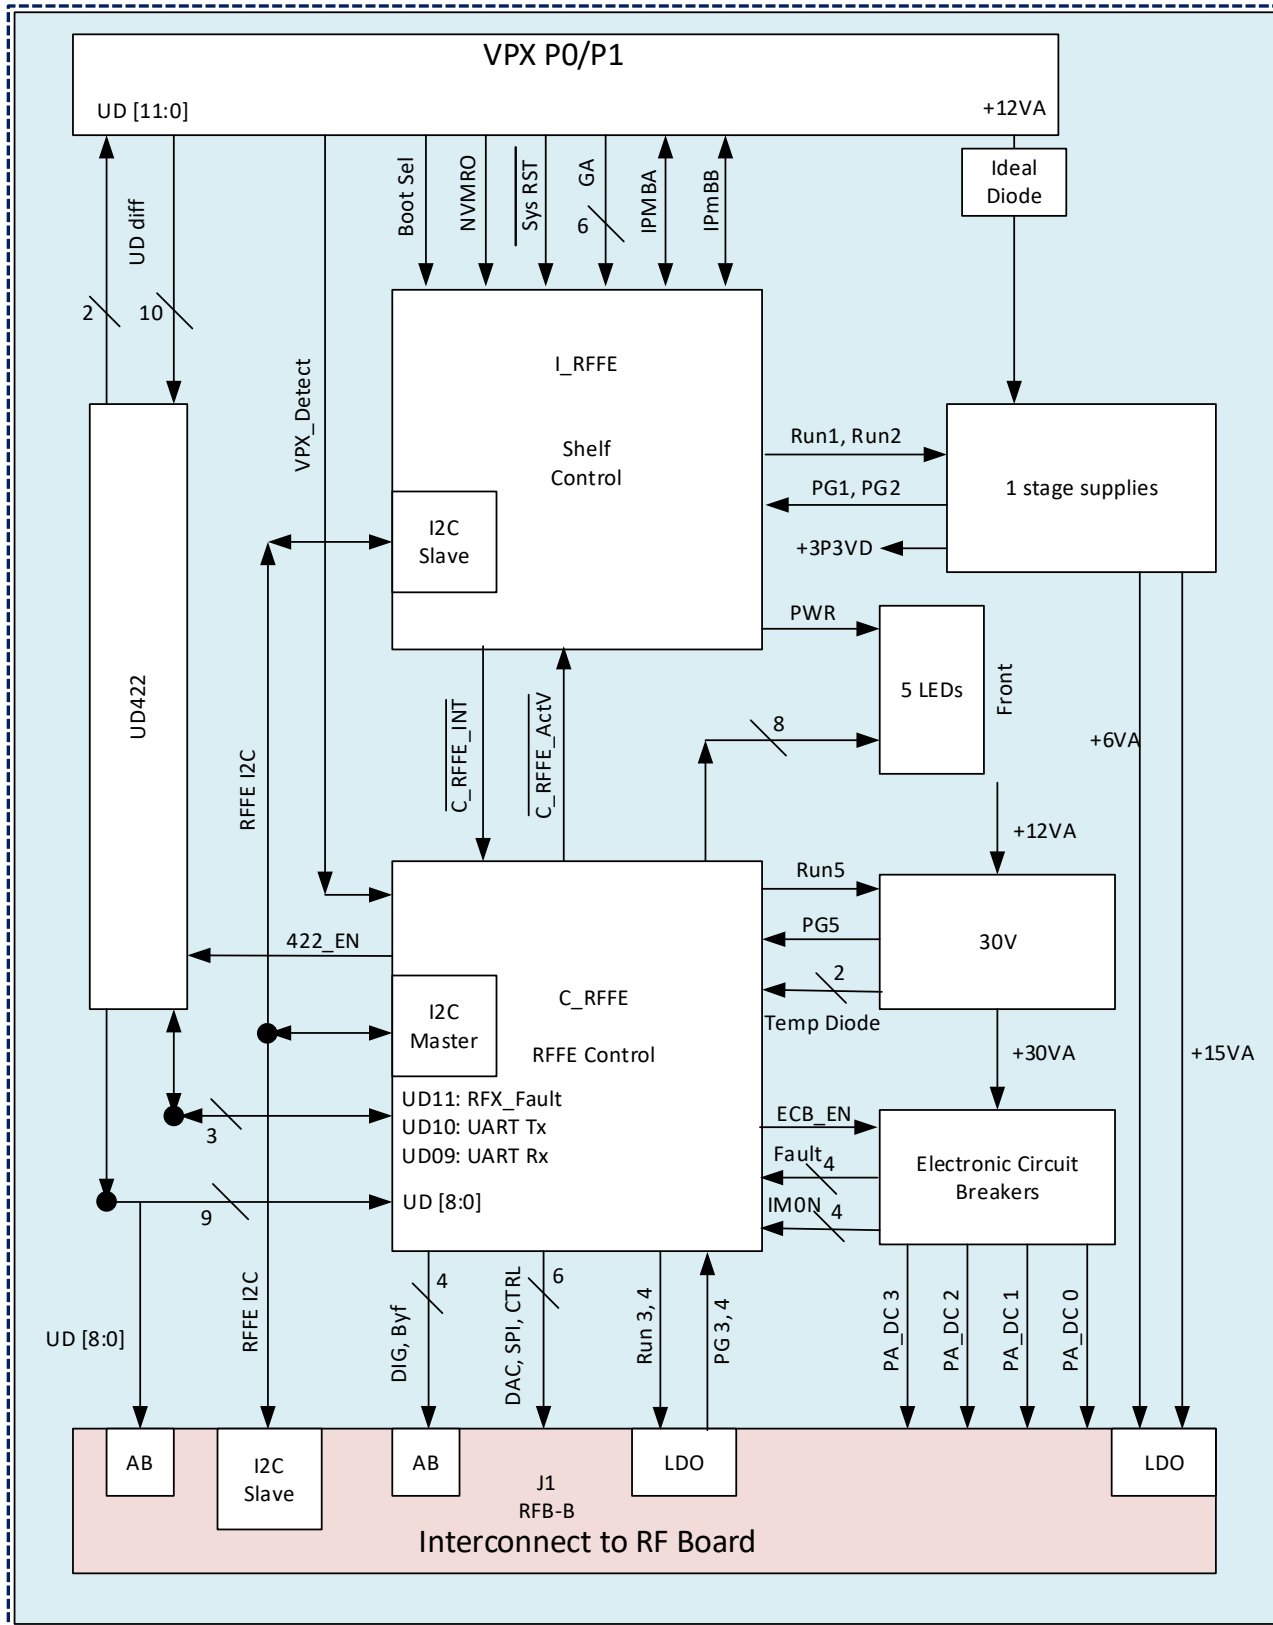 VPX P0/P1
UD [11:0]
+12VA
Ideal
Diode
UD diff
2
10
VPX_Detect
Boot Sel
NVMRO
Sys RST
GA
6
IPMBA
IPmBB
I_RFFE
Shelf
Control
I2C
Slave
Run1, Run2
PG1, PG2
+3P3VD
1 stage supplies
PWR
5 LEDs
Front
8
UD422
RFFE I2C
C_RFFE_INT
C_RFFE_ActV
+6VA
+12VA
+15VA
422_EN
C_RFFE
RFFE Control
I2C
Master
Run5
PG5
2
Temp Diode
30V
+30VA
UD11: RFX_Fault
UD10: UART Tx
UD09: UART Rx
UD [8:0]
3
9
ECB_EN
Fault
4
IM0N
4
Electronic Circuit
Breakers
UD [8:0]
RFFE I2C
DIG, Byf
4
DAC, SPI, CTRL
6
Run 3, 4
PG 3, 4
PA_DC 3
PA_DC 2
PA_DC 1
PA_DC 0
AB
I2C
Slave
AB
LDO
LDO
J1
RFB-B
Interconnect to RF Board